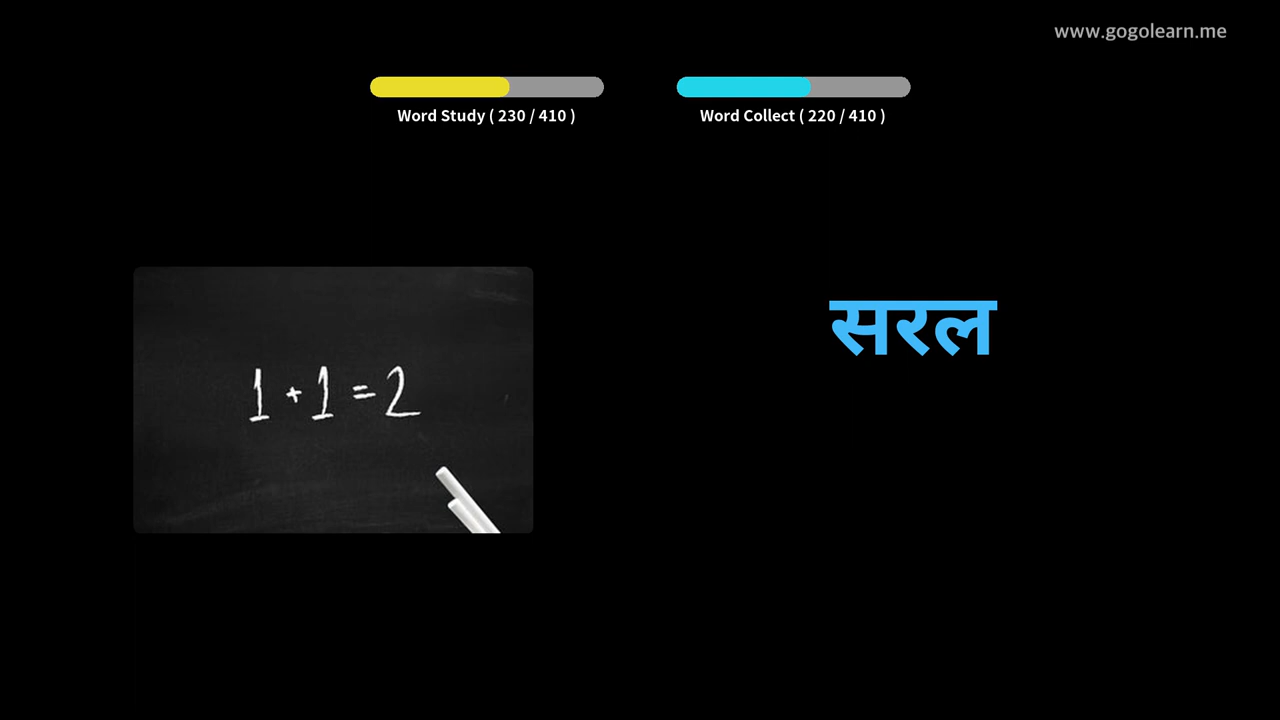 www.gogolearn.me
Word Study ( 230 / 410 )
Word Collect ( 220 / 410 )
1 + 1 = 2
सरल